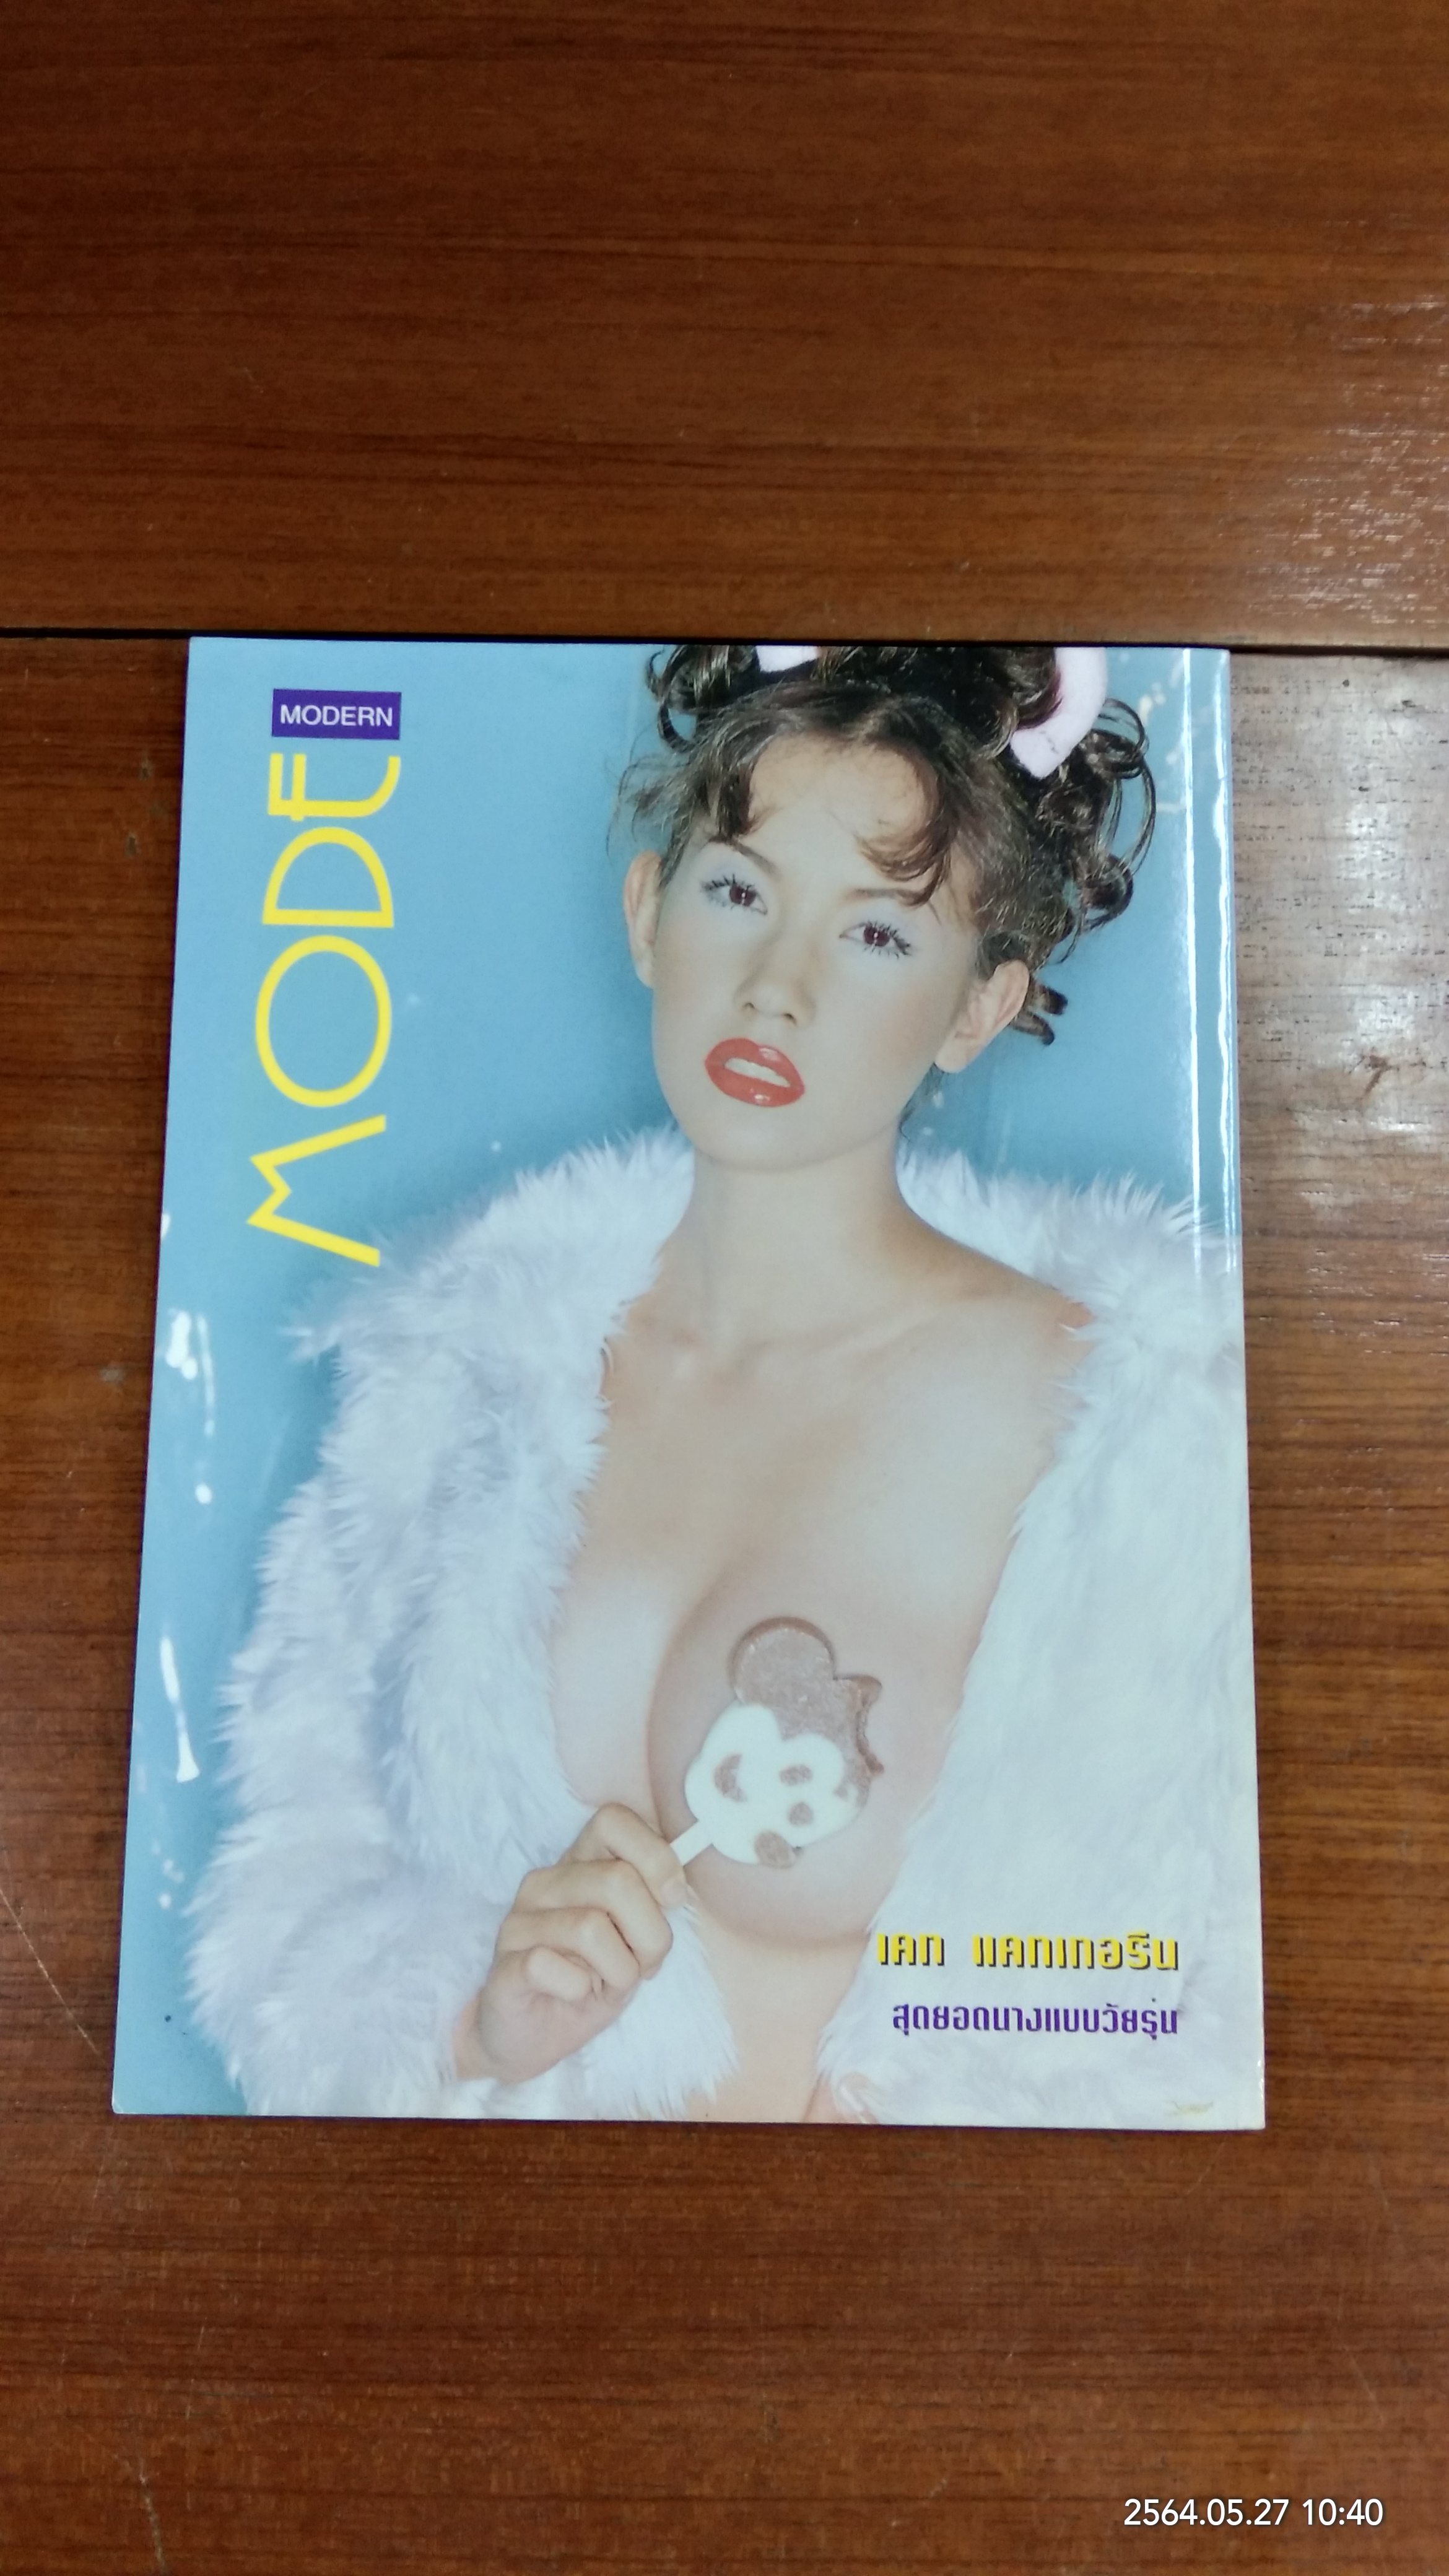 MODERN
MODE
เคท แคทเทอรีน
สุดยอดนางแบบวัยรุ่น
2564.05.27 10:40